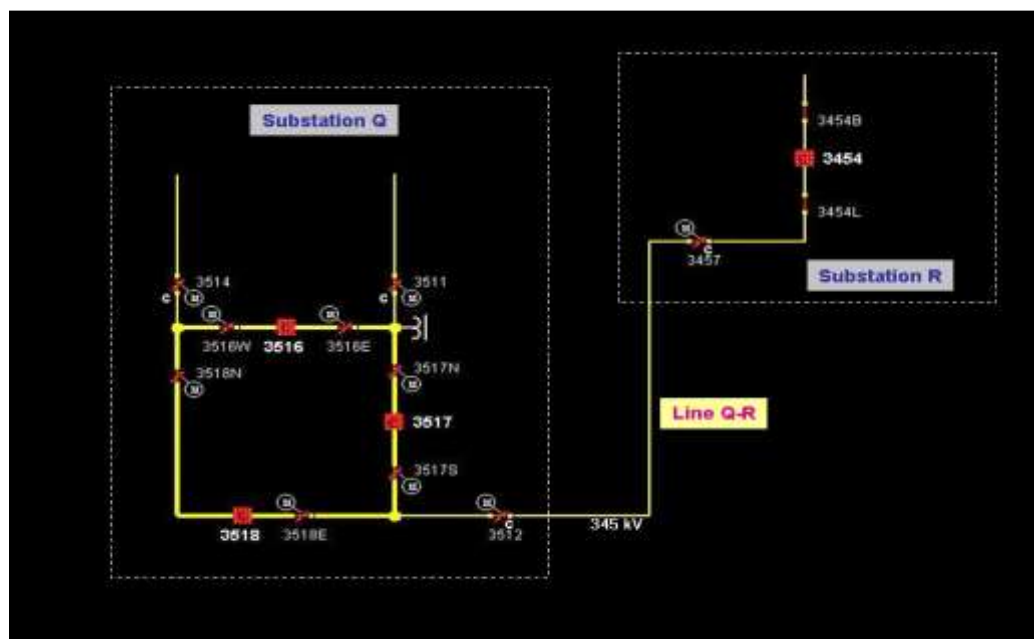 Substation Q
3454B
3454
3454L
3457
c
Substation R
3514
c
3511
c
3516W
3516
3516E
3518N
3517N
3517
Line Q-R
3517S
3518
3518E
3512
c
345 kV